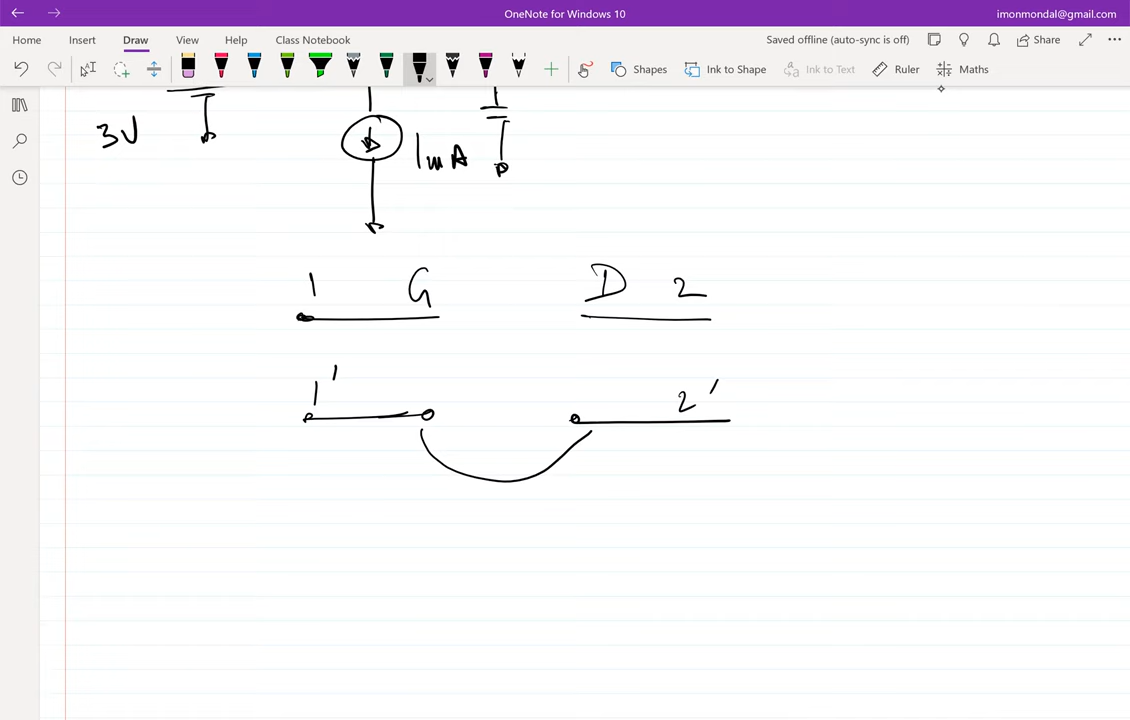 OneNote for Windows 10
imonmondal@gmail.com
Home Insert Draw View Help Class Notebook
Saved offline (auto-sync is off) Share
Shapes Ink to Shape Ink to Text Ruler Maths
3V
1mA
1 G D 2
1' 2'